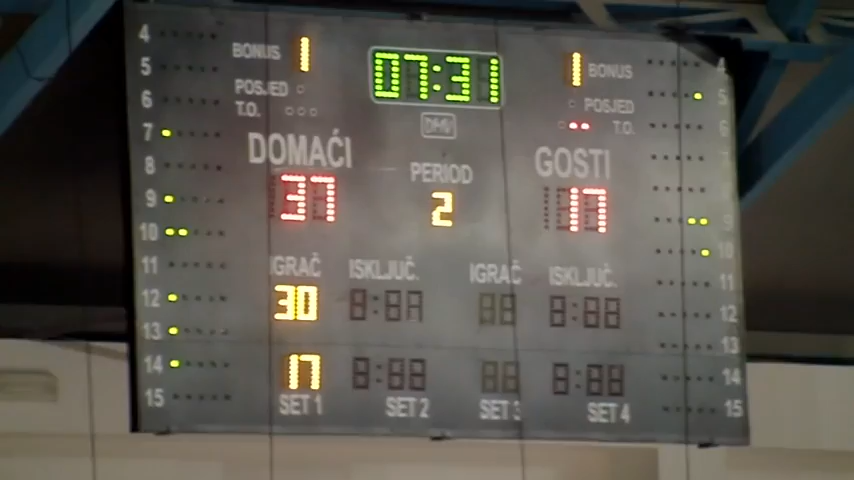 4 BONUS 1 07:31 1 BONUS 4
5 POSJED POSJED 5
6 T.O. T.O. 6
7 DHV 7
8 DOMAĆI PERIOD GOSTI
9 37 2 17 9
10 10
11 IGRAČ ISKLJUČ. IGRAČ ISKLJUČ. 11
12 30 12
13 13
14 17 14
15 SET 1 SET 2 SET 3 SET 4 15